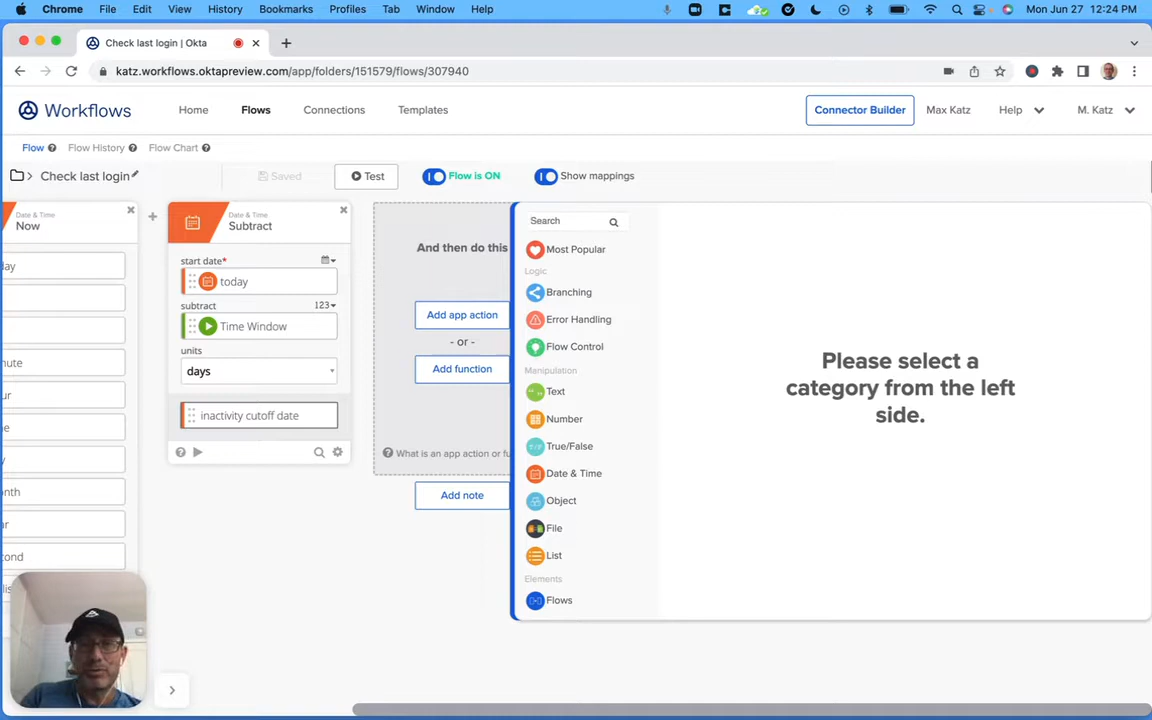 Chrome File Edit View History Bookmarks Profiles Tab Window Help Mon Jun 27 12:24 PM
Check last login | Okta
katz.workflows.oktapreview.com/app/folders/151579/flows/307940
Workflows Home Flows Connections Templates Connector Builder Max Katz Help M. Katz
Flow Flow History Flow Chart
Check last login Saved Test Flow is ON Show mappings
Date & Time
Now
Date & Time
Subtract
start date*
today
subtract 123
Time Window
units
days
inactivity cutoff date
And then do this
Add app action
- or -
Add function
What is an app action or fu
Add note
Search
Most Popular
Logic
Branching
Error Handling
Flow Control
Manipulation
Text
Number
True/False
Date & Time
Object
File
List
Elements
Flows
Please select a
category from the left
side.